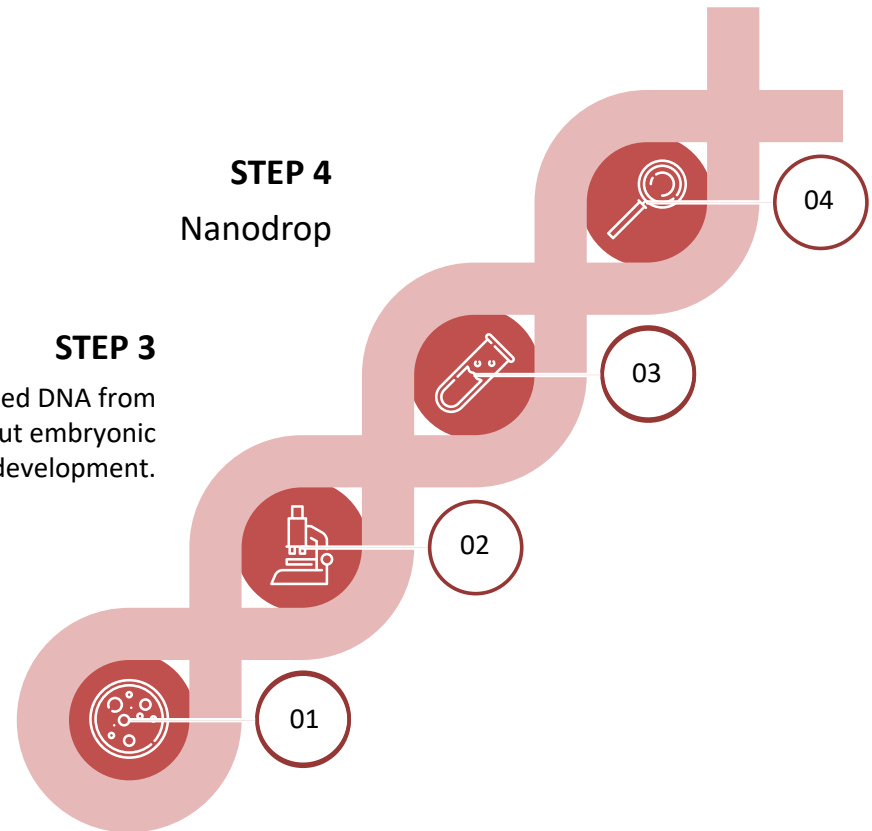 STEP 4
Nanodrop
04
STEP 3
ed DNA from
ut embryonic
development.
03
02
01